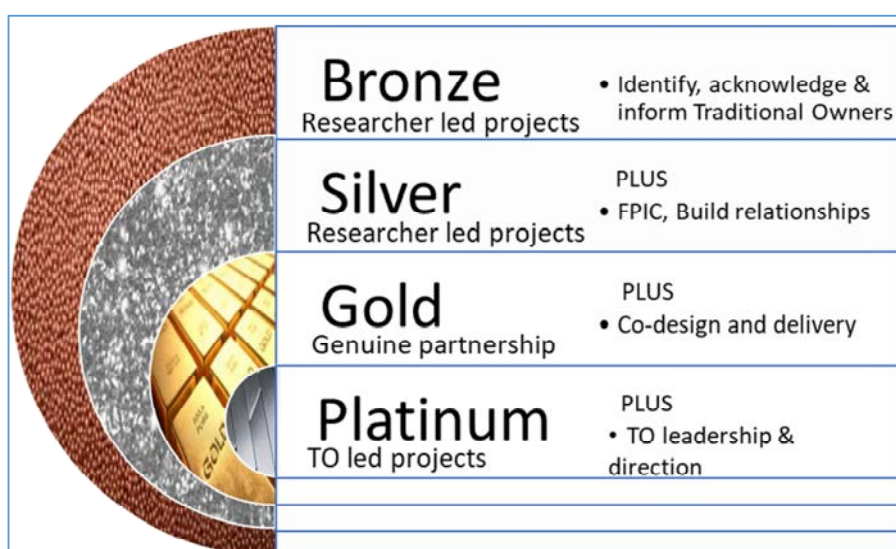 Bronze
Researcher led projects
• Identify, acknowledge &
inform Traditional Owners
Silver
Researcher led projects
PLUS
• FPIC, Build relationships
Gold
Genuine partnership
PLUS
• Co-design and delivery
Platinum
TO led projects
PLUS
• TO leadership &
direction
GOLD